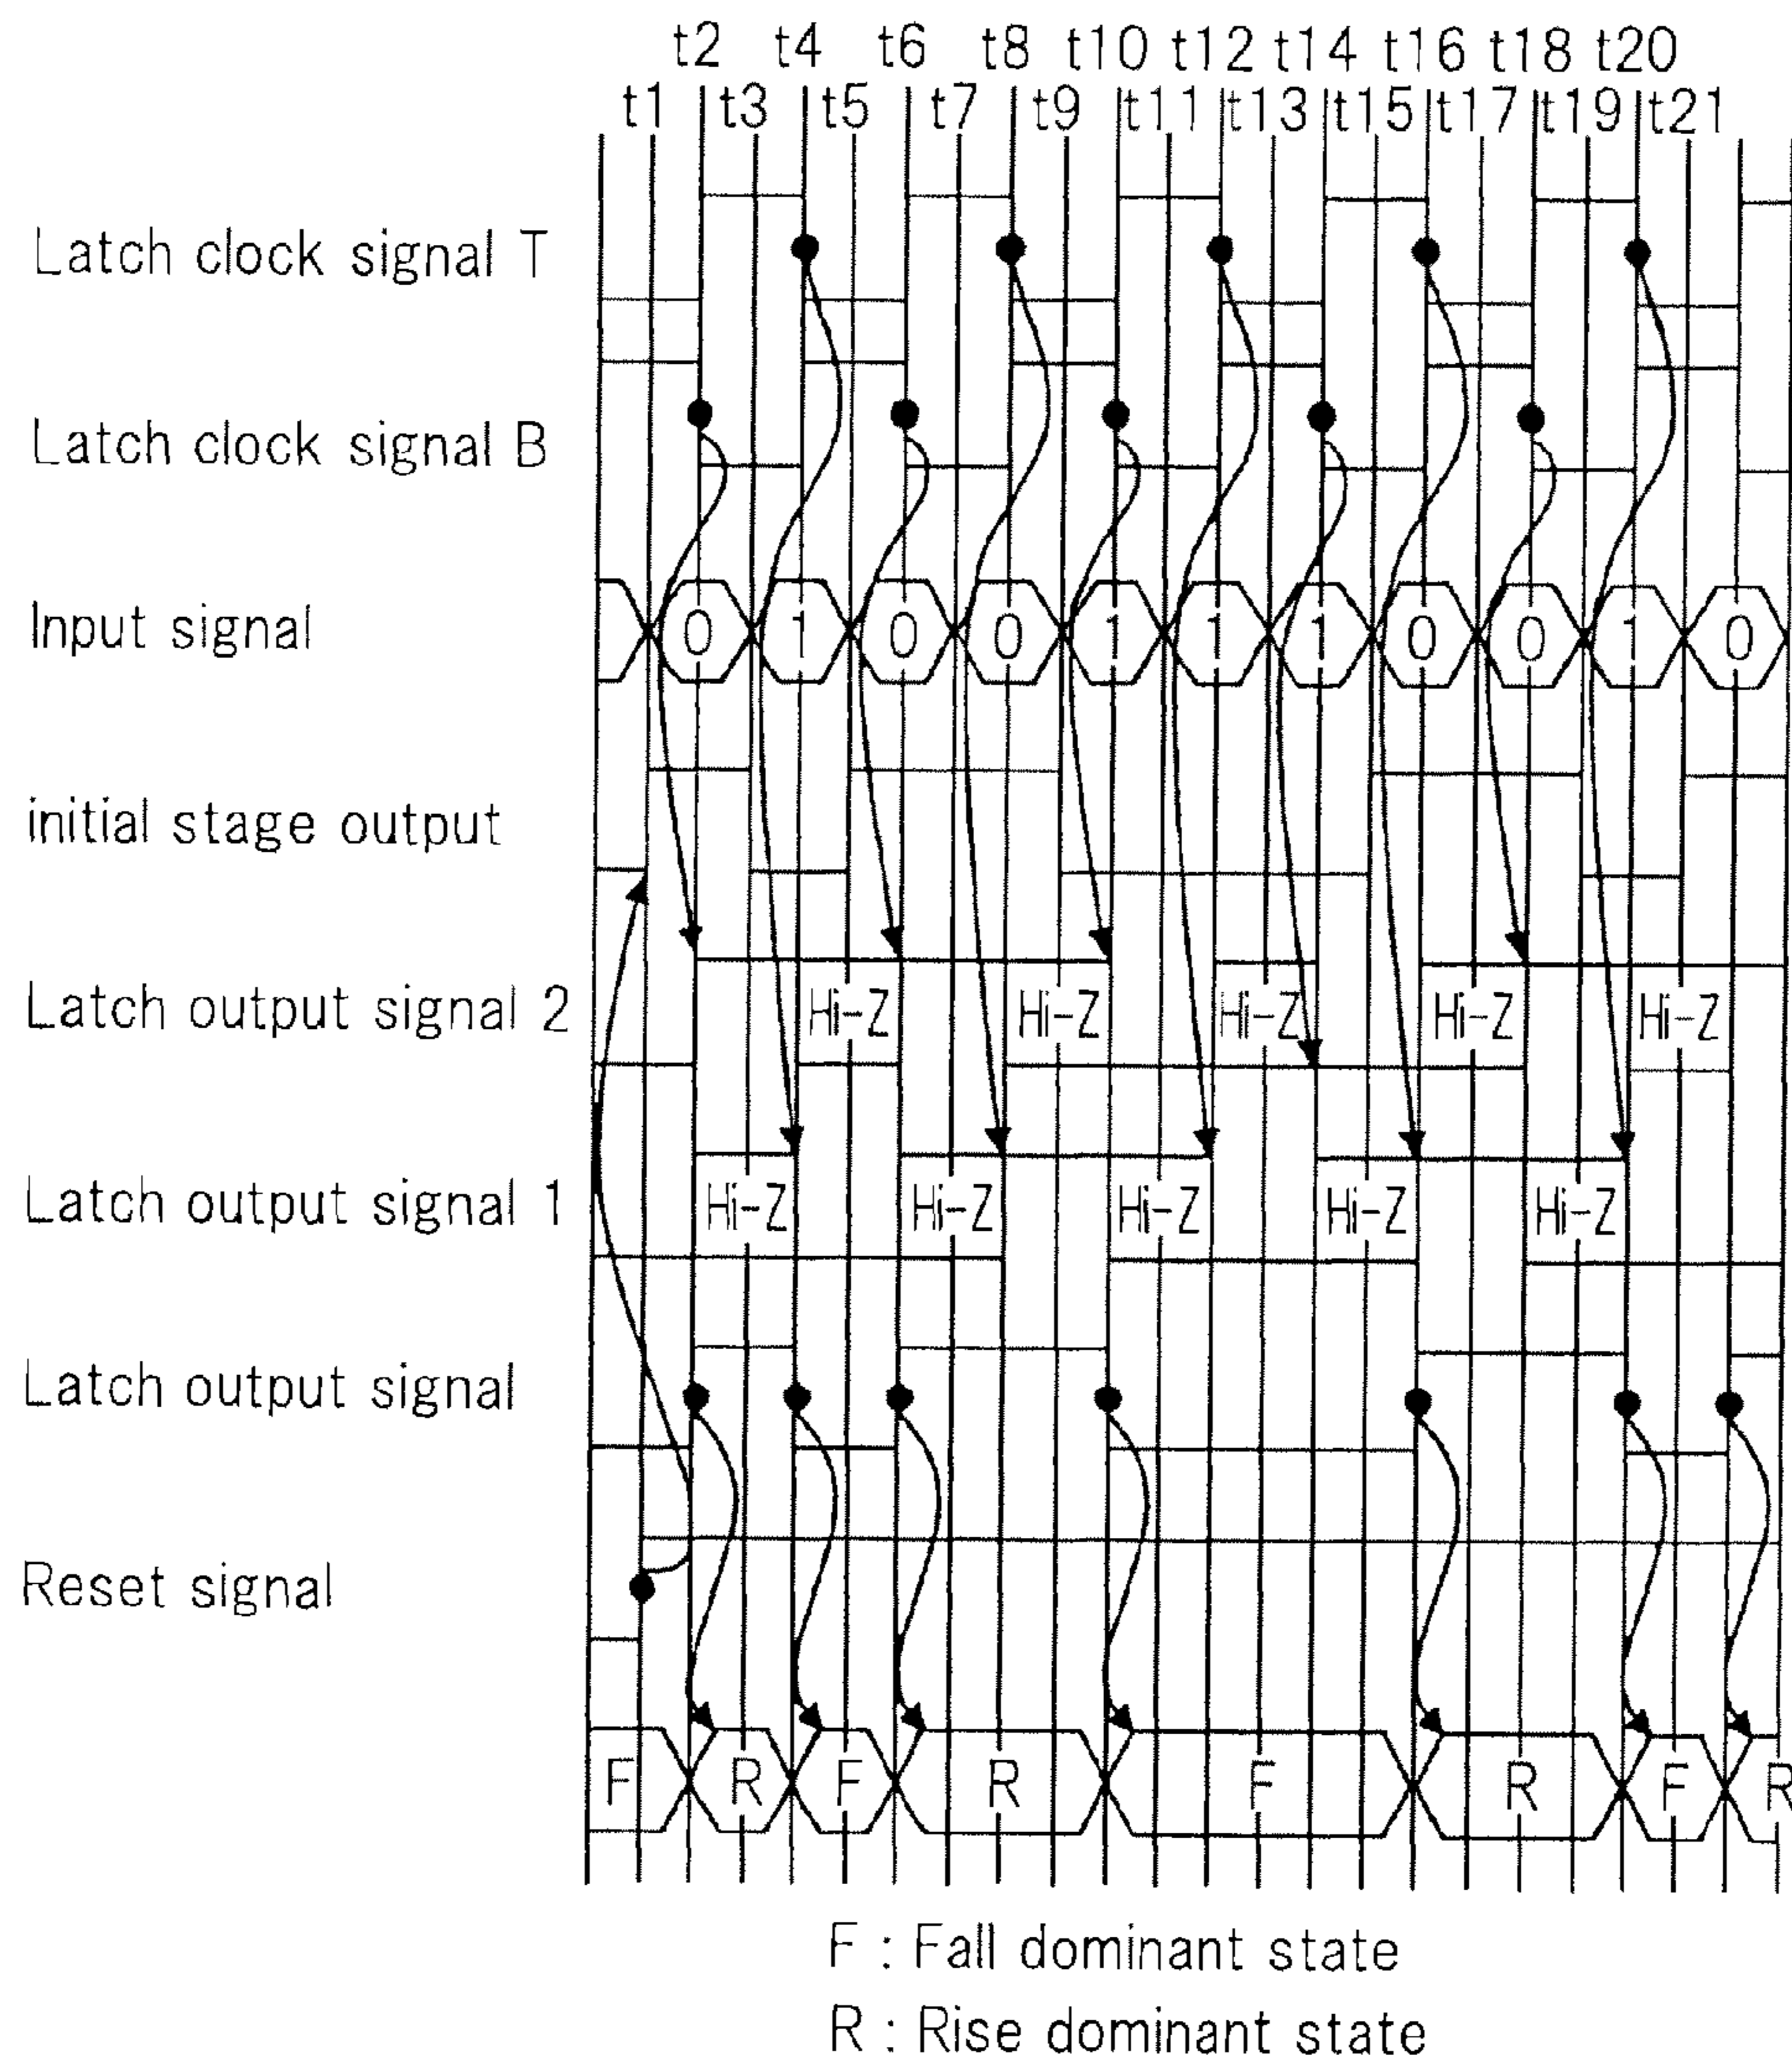 t2 t4 t6 t8 t10 t12 t14 t16 t18 t20
t1 t3 t5 t7 t9 t11 t13 t15 t17 t19 t21
Latch clock signal T
Latch clock signal B
Input signal 0 1 0 0 1 1 1 0 0 1 0
initial stage output
Latch output signal 2 Hi-Z Hi-Z Hi-Z Hi-Z Hi-Z
Latch output signal 1 Hi-Z Hi-Z Hi-Z Hi-Z Hi-Z
Latch output signal
Reset signal
F R F R F R F R
F : Fall dominant state
R : Rise dominant state